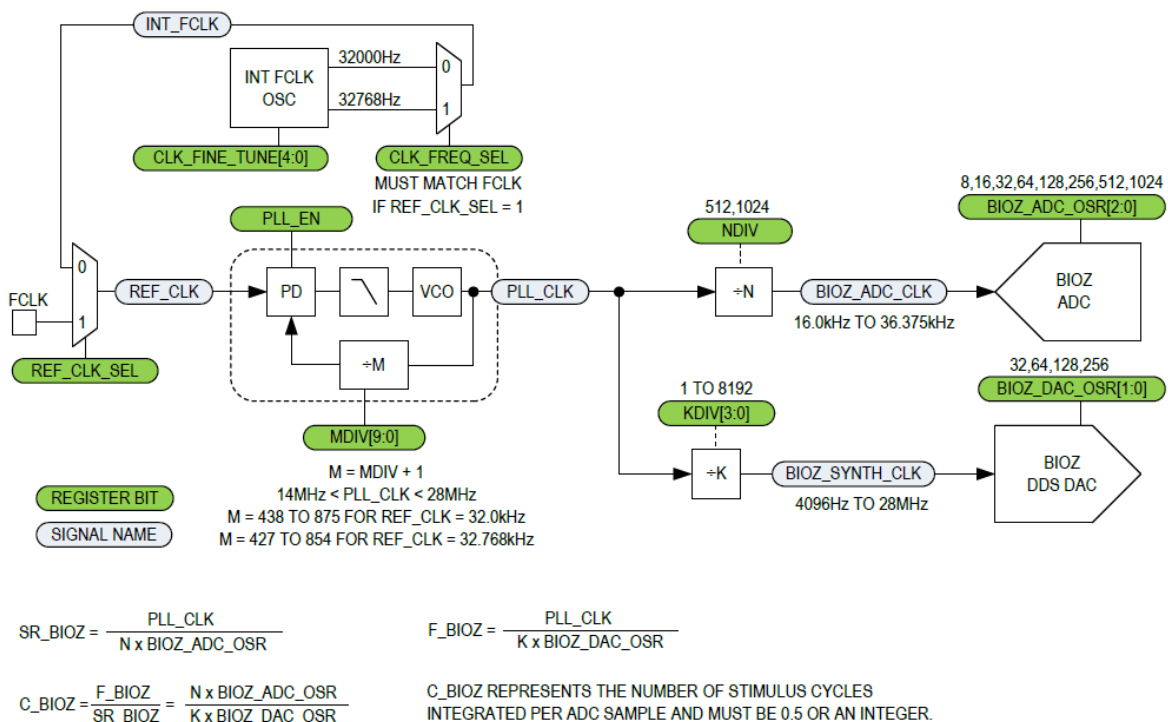 INT_FCLK
INT FCLK
OSC
32000Hz
32768Hz
0
1
CLK_FINE_TUNE[4:0]
CLK_FREQ_SEL
MUST MATCH FCLK
IF REF_CLK_SEL = 1
8,16,32,64,128,256,512,1024
BIOZ_ADC_OSR[2:0]
PLL_EN
512,1024
NDIV
0
1
FCLK
REF_CLK
PD
VCO
PLL_CLK
÷N
BIOZ_ADC_CLK
16.0kHz TO 36.375kHz
BIOZ
ADC
÷M
REF_CLK_SEL
32,64,128,256
BIOZ_DAC_OSR[1:0]
1 TO 8192
KDIV[3:0]
MDIV[9:0]
M = MDIV + 1
14MHz < PLL_CLK < 28MHz
M = 438 TO 875 FOR REF_CLK = 32.0kHz
M = 427 TO 854 FOR REF_CLK = 32.768kHz
÷K
BIOZ_SYNTH_CLK
4096Hz TO 28MHz
BIOZ
DDS DAC
REGISTER BIT
SIGNAL NAME
SR_BIOZ = PLL_CLK / N x BIOZ_ADC_OSR
F_BIOZ = PLL_CLK / K x BIOZ_DAC_OSR
C_BIOZ = F_BIOZ / SR_BIOZ = N x BIOZ_ADC_OSR / K x BIOZ_DAC_OSR
C_BIOZ REPRESENTS THE NUMBER OF STIMULUS CYCLES
INTEGRATED PER ADC SAMPLE AND MUST BE 0.5 OR AN INTEGER.